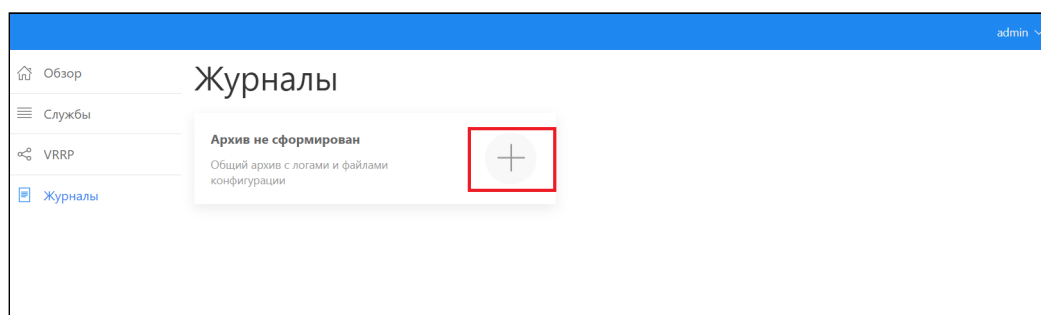 admin
Обзор
Журналы
Службы
Архив не сформирован
VRRP
Общий архив с логами и файлами
конфигурации
Журналы